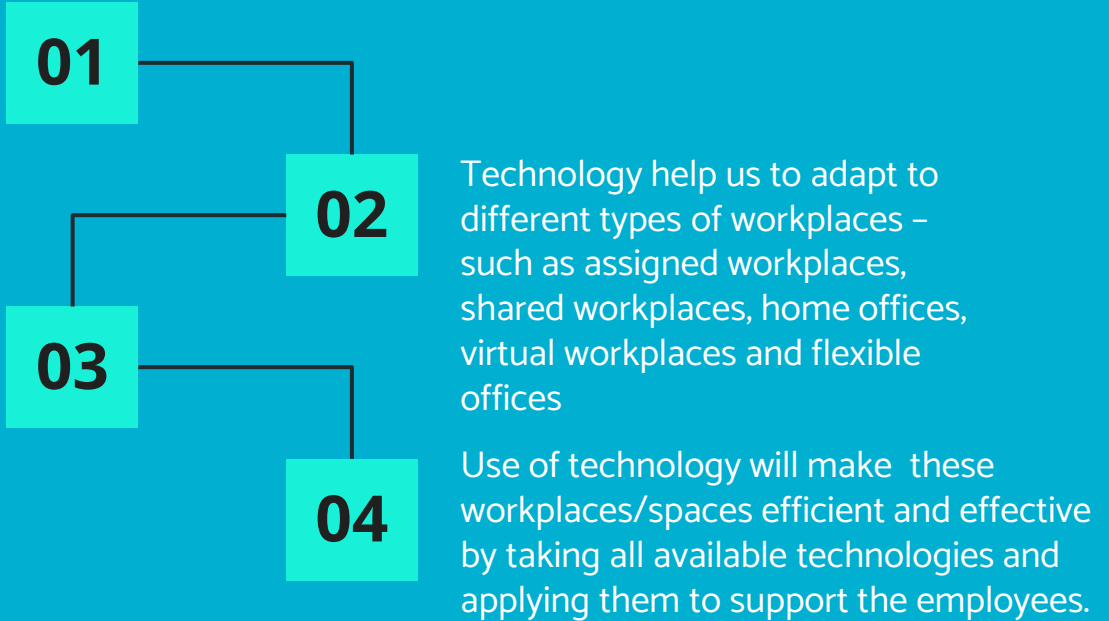 01
02
Technology help us to adapt to
different types of workplaces –
such as assigned workplaces,
shared workplaces, home offices,
virtual workplaces and flexible
offices
03
04
Use of technology will make  these
workplaces/spaces efficient and effective
by taking all available technologies and
applying them to support the employees.